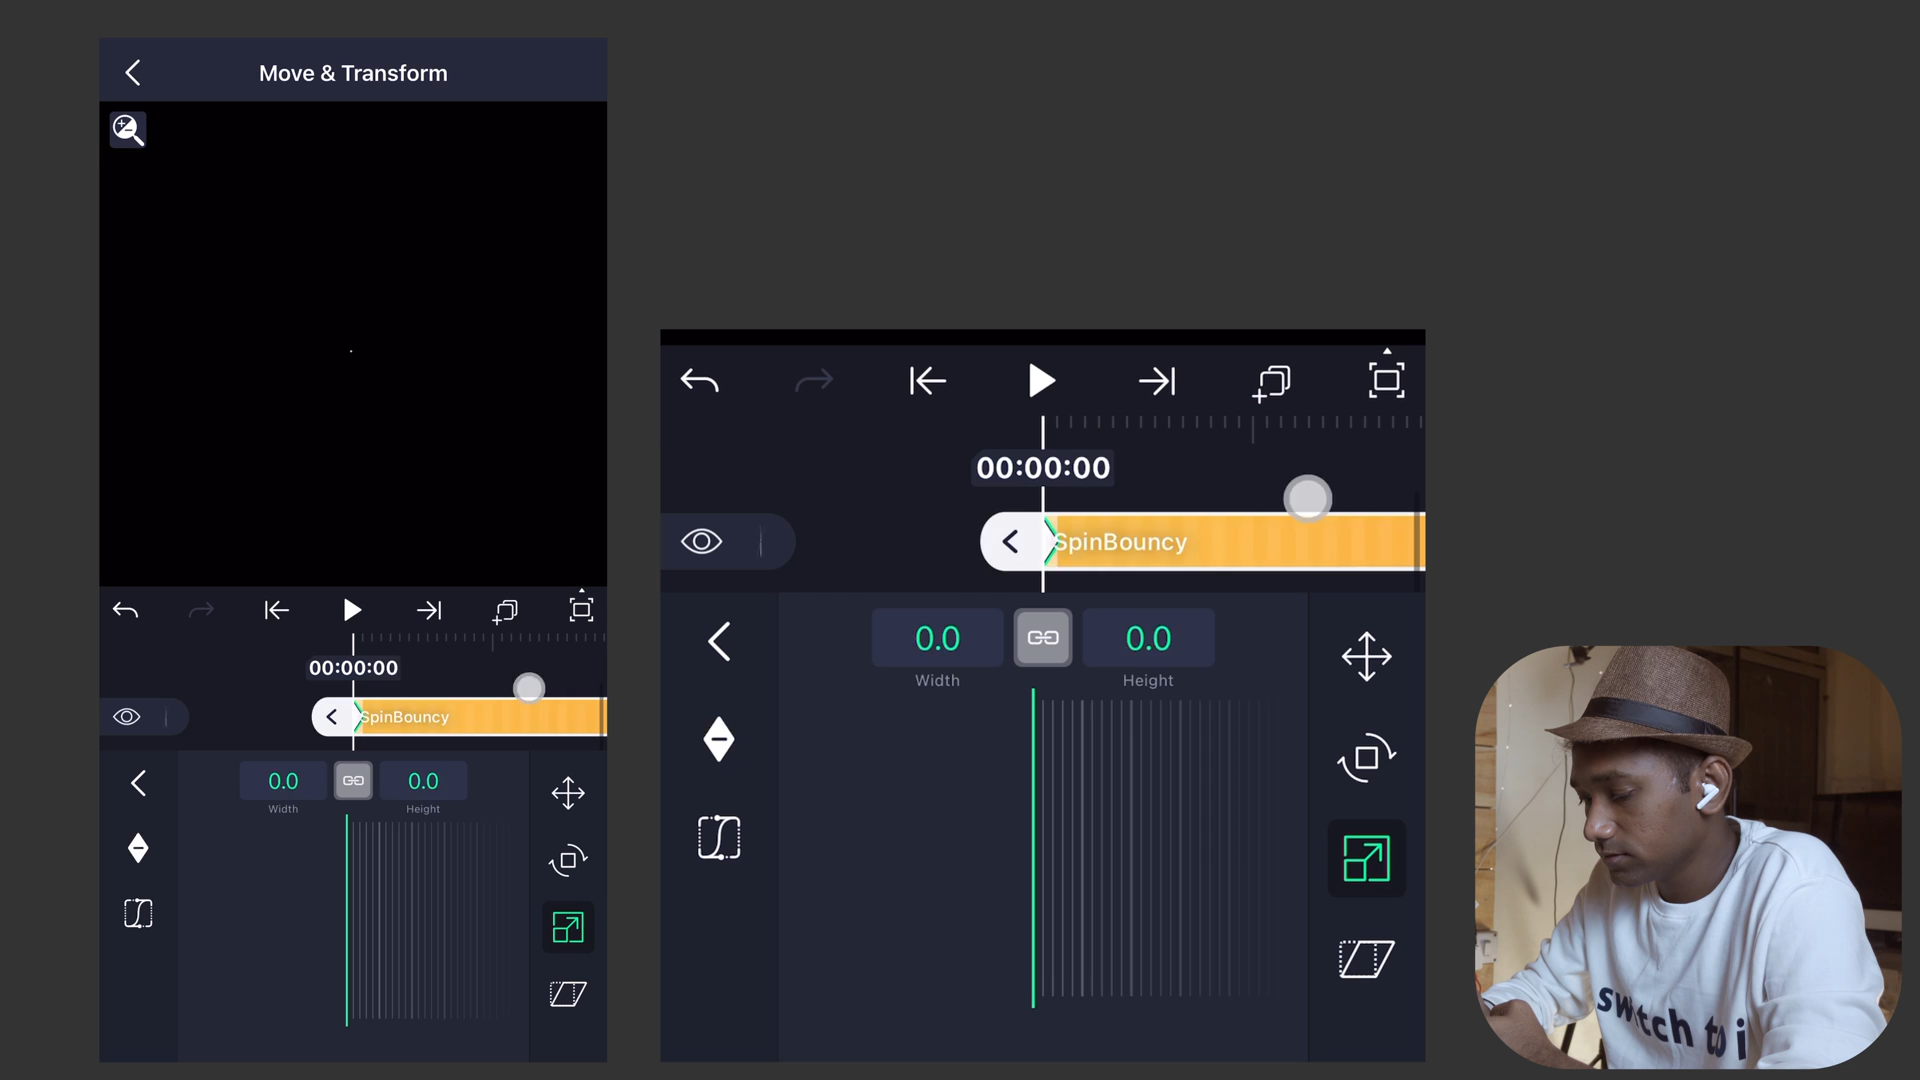 Move & Transform
00:00:00
SpinBouncy
0.0
0.0
Width
Height
00:00:00
SpinBouncy
0.0
0.0
Width
Height
switch to i